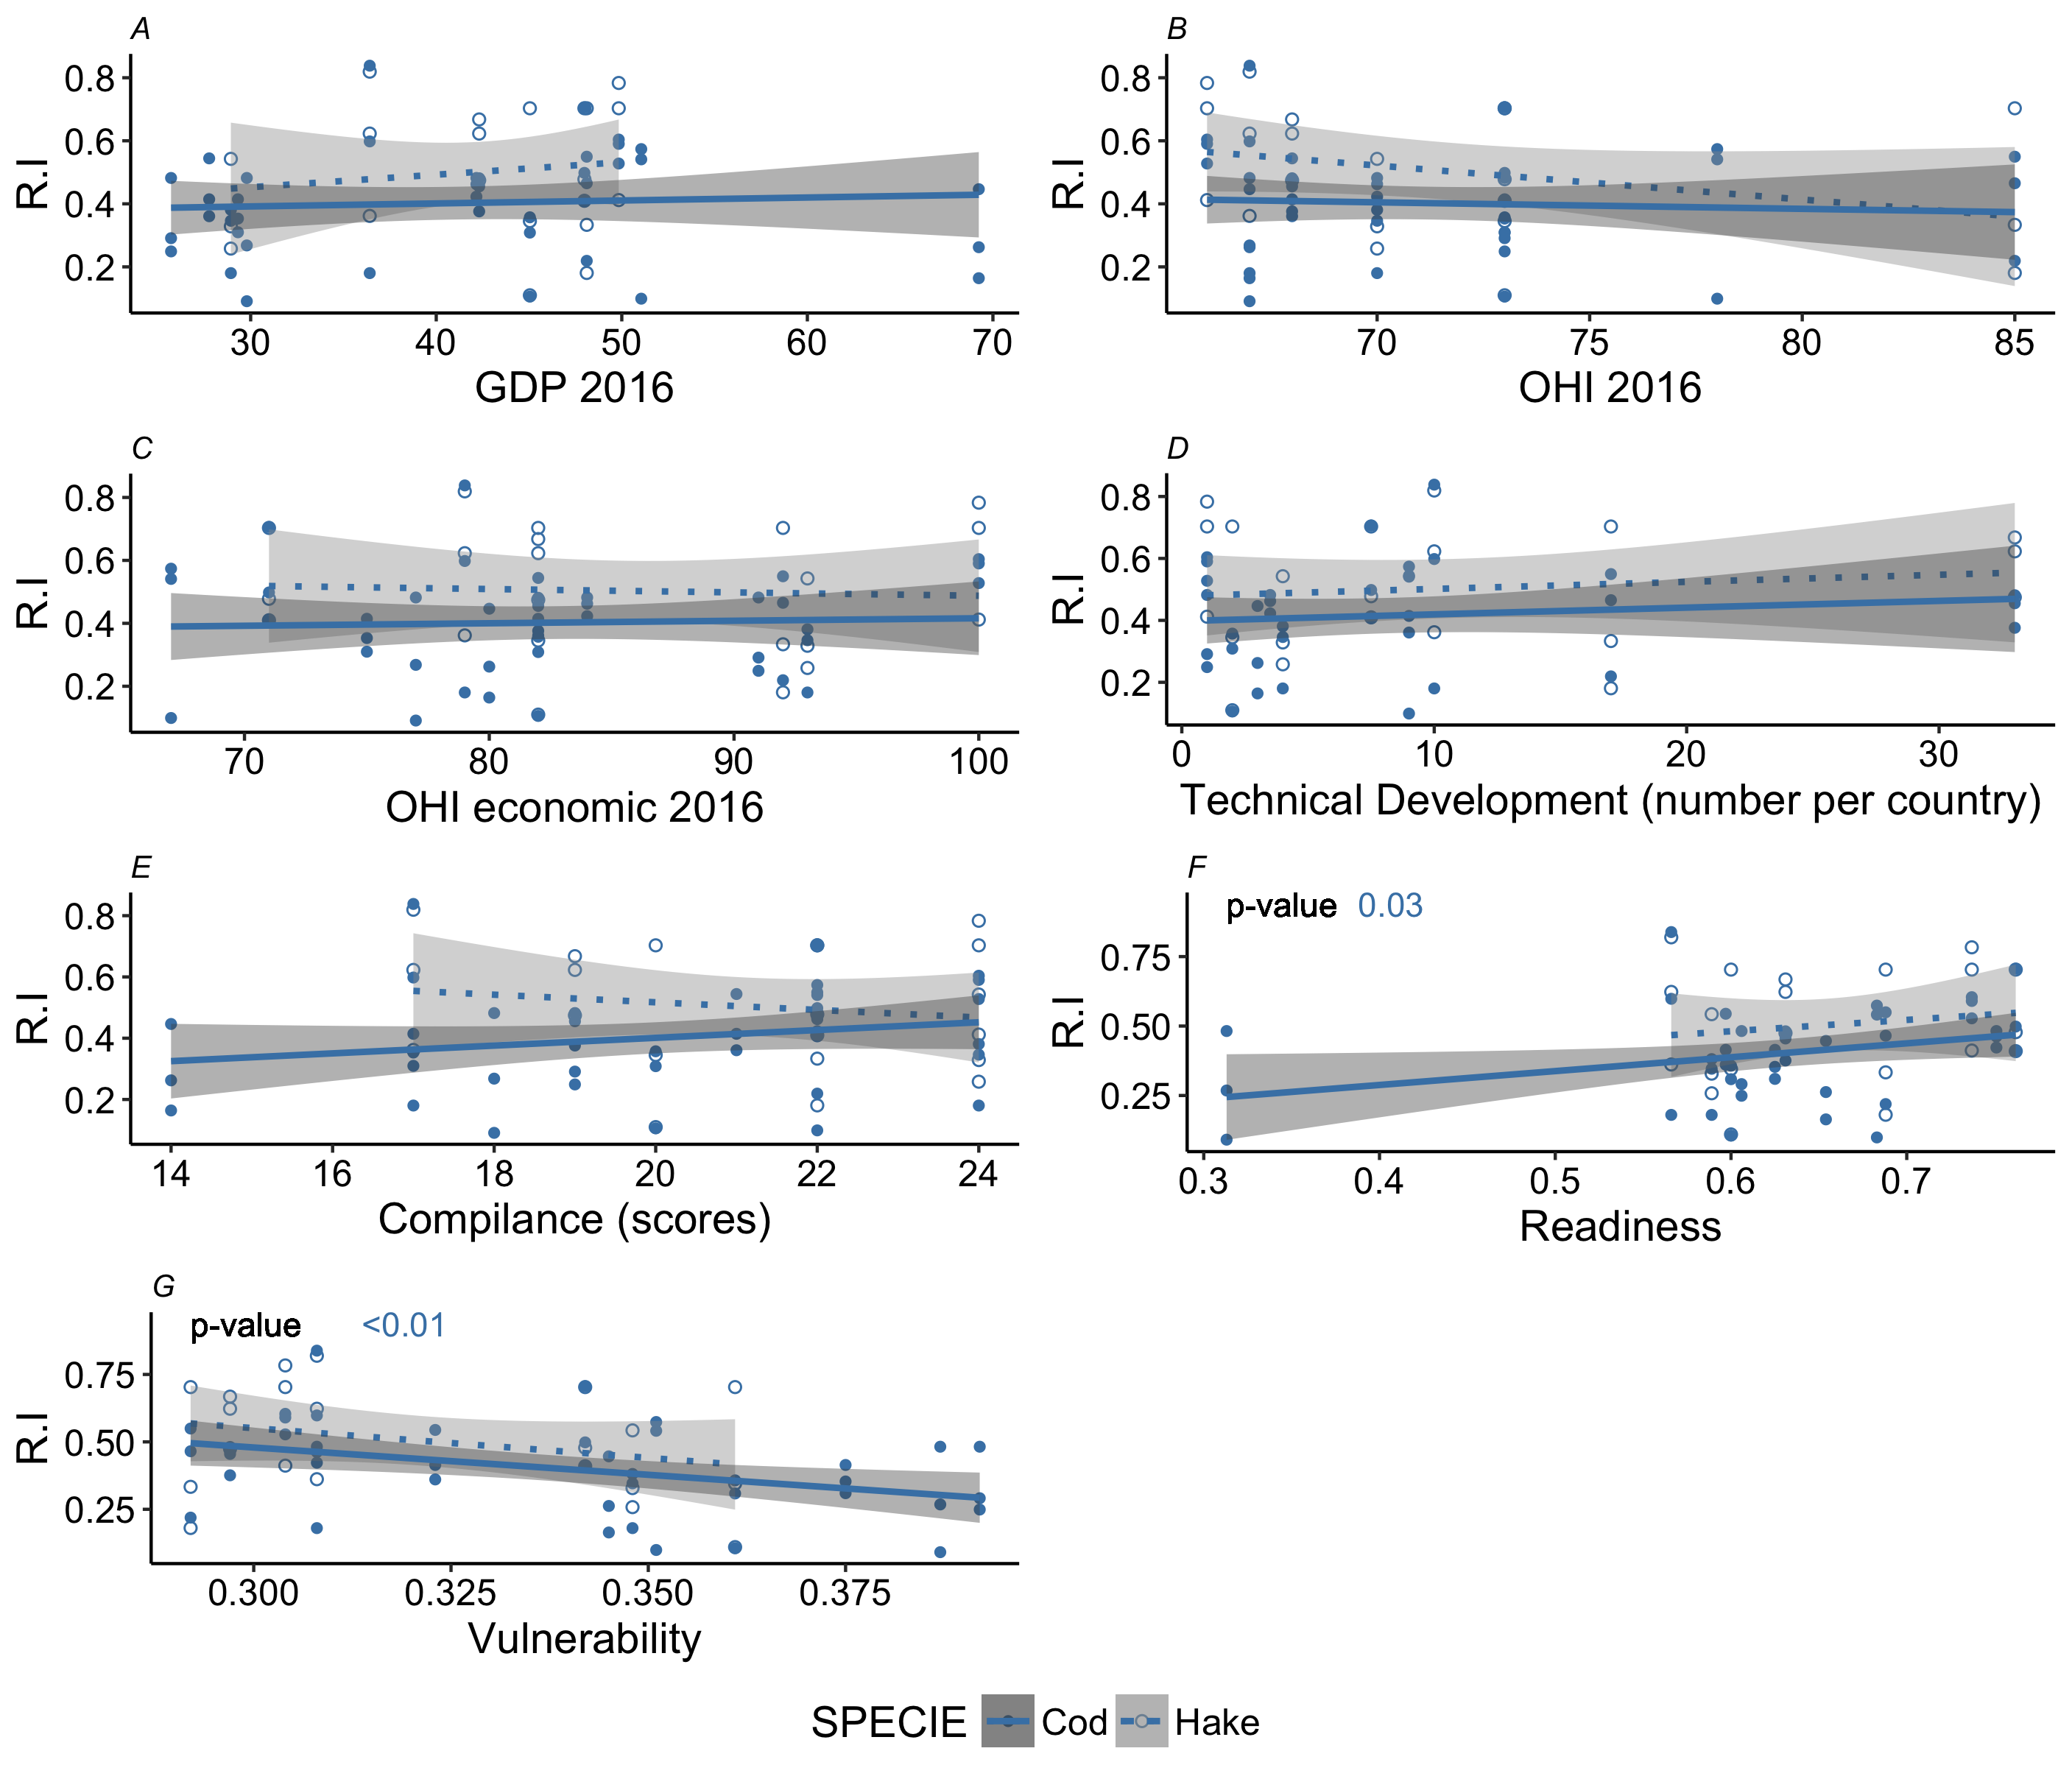 A
R.I
0.8
0.6
0.4
0.2
30 40 50 60 70
GDP 2016
B
R.I
0.8
0.6
0.4
0.2
70 75 80 85
OHI 2016
C
R.I
0.8
0.6
0.4
0.2
70 80 90 100
OHI economic 2016
D
R.I
0.8
0.6
0.4
0.2
0 10 20 30
Technical Development (number per country)
E
R.I
0.8
0.6
0.4
0.2
14 16 18 20 22 24
Compilance (scores)
F
p-value 0.03
R.I
0.75
0.50
0.25
0.3 0.4 0.5 0.6 0.7
Readiness
G
p-value <0.01
R.I
0.75
0.50
0.25
0.300 0.325 0.350 0.375
Vulnerability
SPECIE Cod Hake